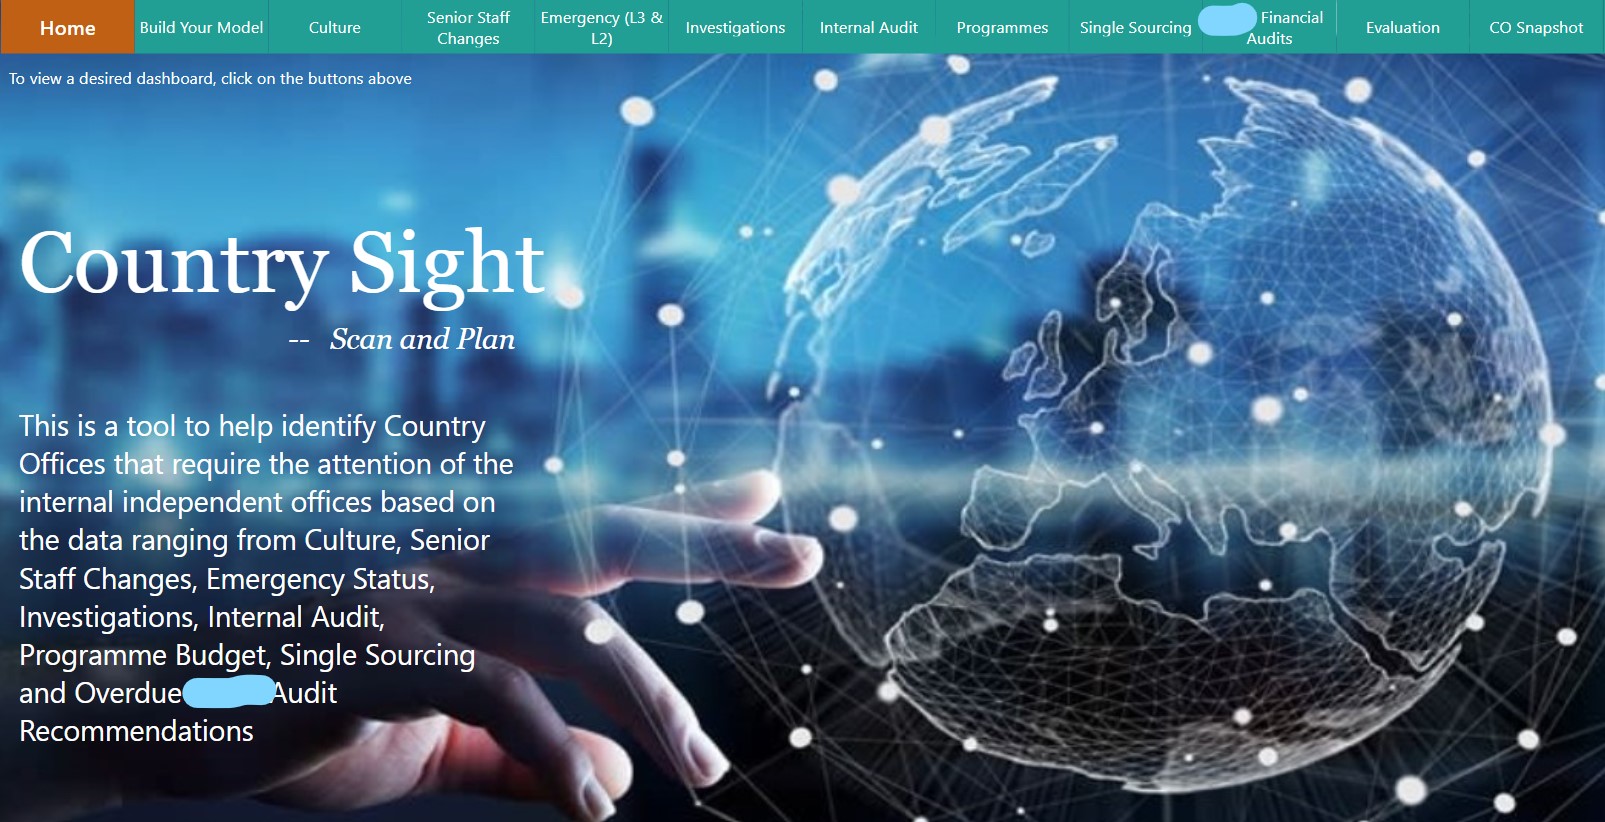 Home
Build Your Model
Culture
Senior Staff
Changes
Emergency (L3 &
L2)
Investigations
Internal Audit
Programmes
Single Sourcing
Financial
Audits
Evaluation
CO Snapshot
To view a desired dashboard, click on the buttons above
Country Sight
-- Scan and Plan
This is a tool to help identify Country
Offices that require the attention of the
internal independent offices based on
the data ranging from Culture, Senior
Staff Changes, Emergency Status,
Investigations, Internal Audit,
Programme Budget, Single Sourcing
and Overdue Audit
Recommendations